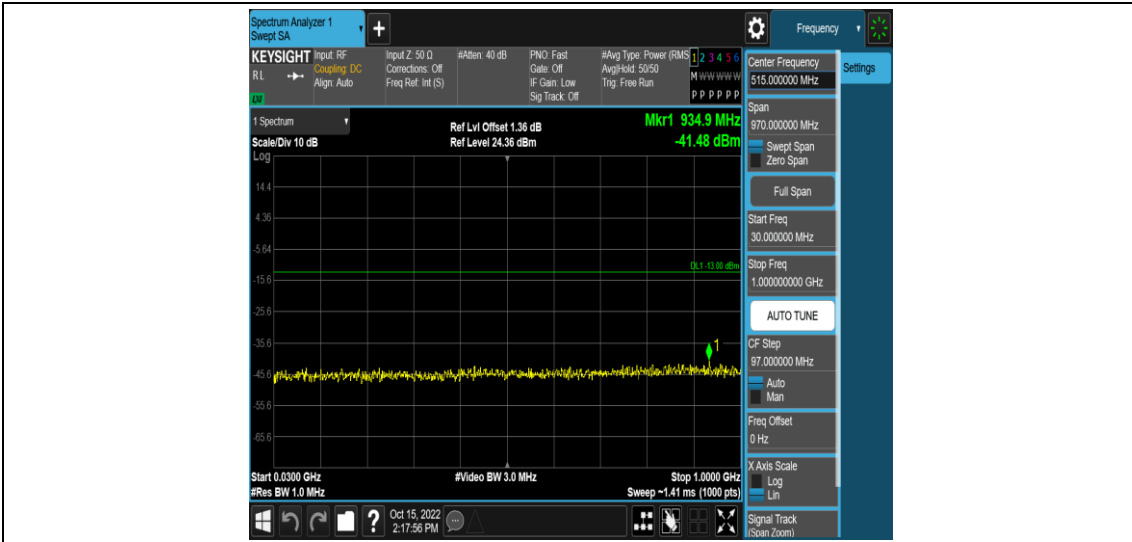 Spectrum Analyzer 1
Swept SA
Frequency
KEYSIGHT
RL
LXI
Input: RF
Coupling: DC
Align: Auto
Input Z: 50 Ω
Corrections: Off
Freq Ref: Int (S)
#Atten: 40 dB
PNO: Fast
Gate: Off
IF Gain: Low
Sig Track: Off
#Avg Type: Power (RMS
Avg|Hold: 50/50
Trig: Free Run
1 2 3 4 5 6
M W W W W W
P P P P P P
1 Spectrum
Scale/Div 10 dB
Log
Ref Lvl Offset 1.36 dB
Ref Level 24.36 dBm
Mkr1 934.9 MHz
-41.48 dBm
14.4
4.36
-5.64
DL1 -13.00 dBm
-15.6
-25.6
-35.6
1
-45.6
-55.6
-65.6
Start 0.0300 GHz
#Res BW 1.0 MHz
#Video BW 3.0 MHz
Stop 1.0000 GHz
Sweep ~1.41 ms (1000 pts)
Oct 15, 2022
2:17:56 PM
Center Frequency
515.000000 MHz
Settings
Span
970.000000 MHz
Swept Span
Zero Span
Full Span
Start Freq
30.000000 MHz
Stop Freq
1.000000000 GHz
AUTO TUNE
CF Step
97.000000 MHz
Auto
Man
Freq Offset
0 Hz
X Axis Scale
Log
Lin
Signal Track
(Span Zoom)